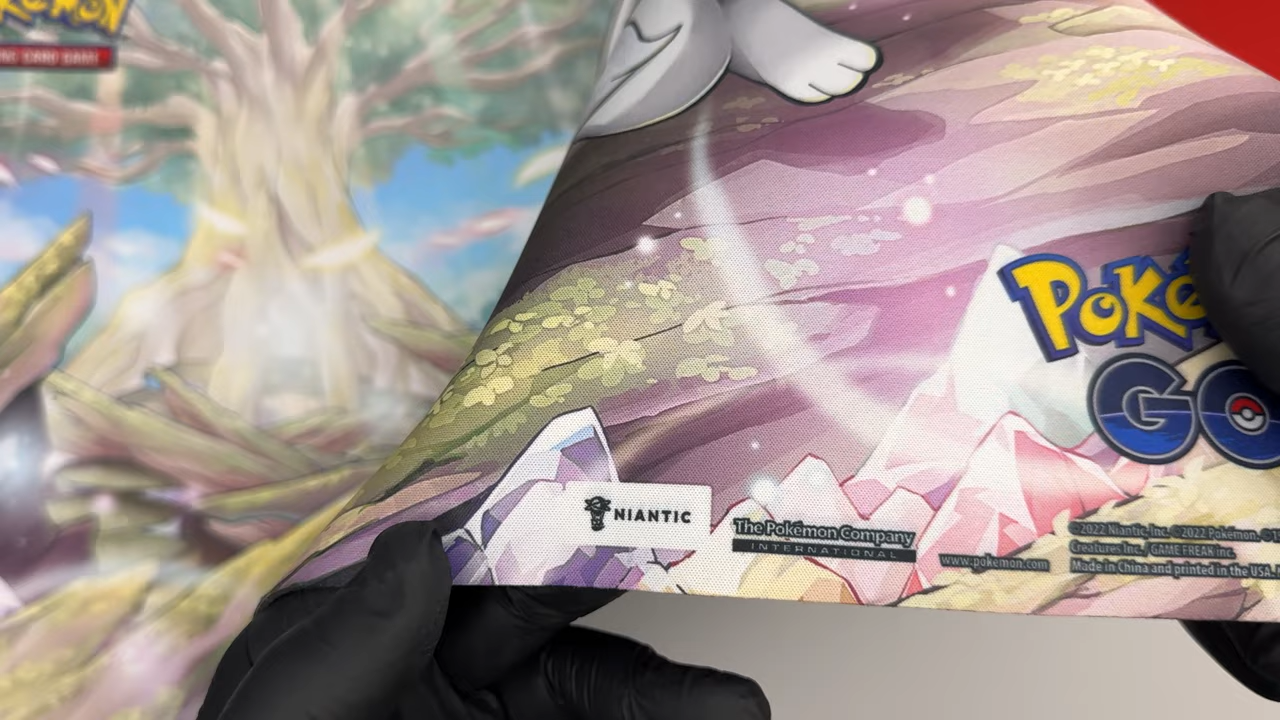 POKÉ
GO
NIANTIC
The Pokémon Company
INTERNATIONAL
www.pokemon.com
©2022 Niantic, Inc. ©2022 Pokémon.
Creatures Inc. / GAME FREAK inc.
Made in China and printed in the USA.